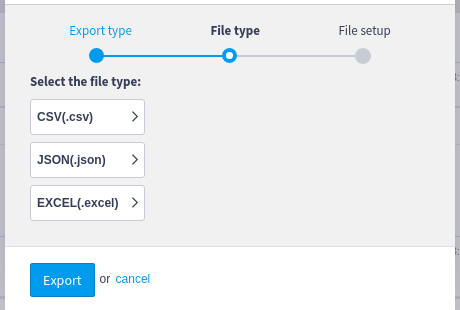 Export type
File type
File setup
Select the file type:
CSV(.csv)
JSON(.json)
EXCEL(.excel)
Export or cancel